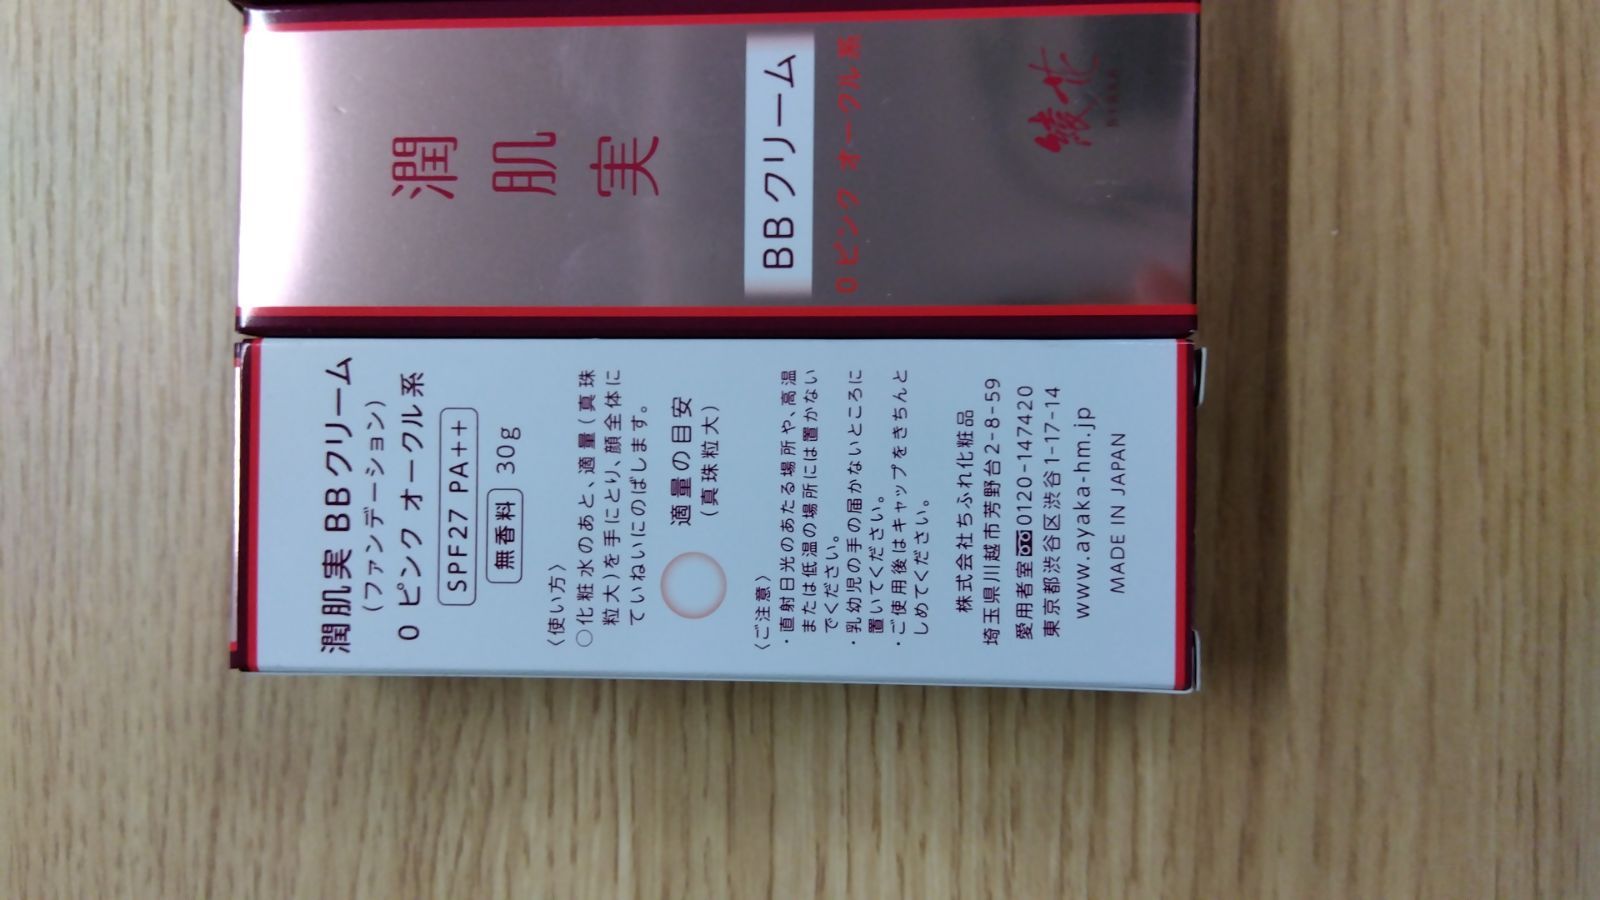 潤
肌
実
BBクリーム
0 ピンク オークル系
綾花
AYAKA
潤肌実 BBクリーム
(ファンデーション)
0 ピンク オークル系
SPF27 PA++
無香料 30g
〈使い方〉
○化粧水のあと、適量(真珠
粒大)を手にとり、顔全体に
ていねいにのばします。
適量の目安
(真珠粒大)
〈ご注意〉
・直射日光のあたる場所や、高温
または低温の場所には置かない
でください。
・乳幼児の手の届かないところに
置いてください。
・ご使用後はキャップをきちんと
しめてください。
株式会社ちふれ化粧品
埼玉県川越市芳野台2-8-59
愛用者室 0120-147420
東京都渋谷区渋谷1-17-14
www.ayaka-hm.jp
MADE IN JAPAN